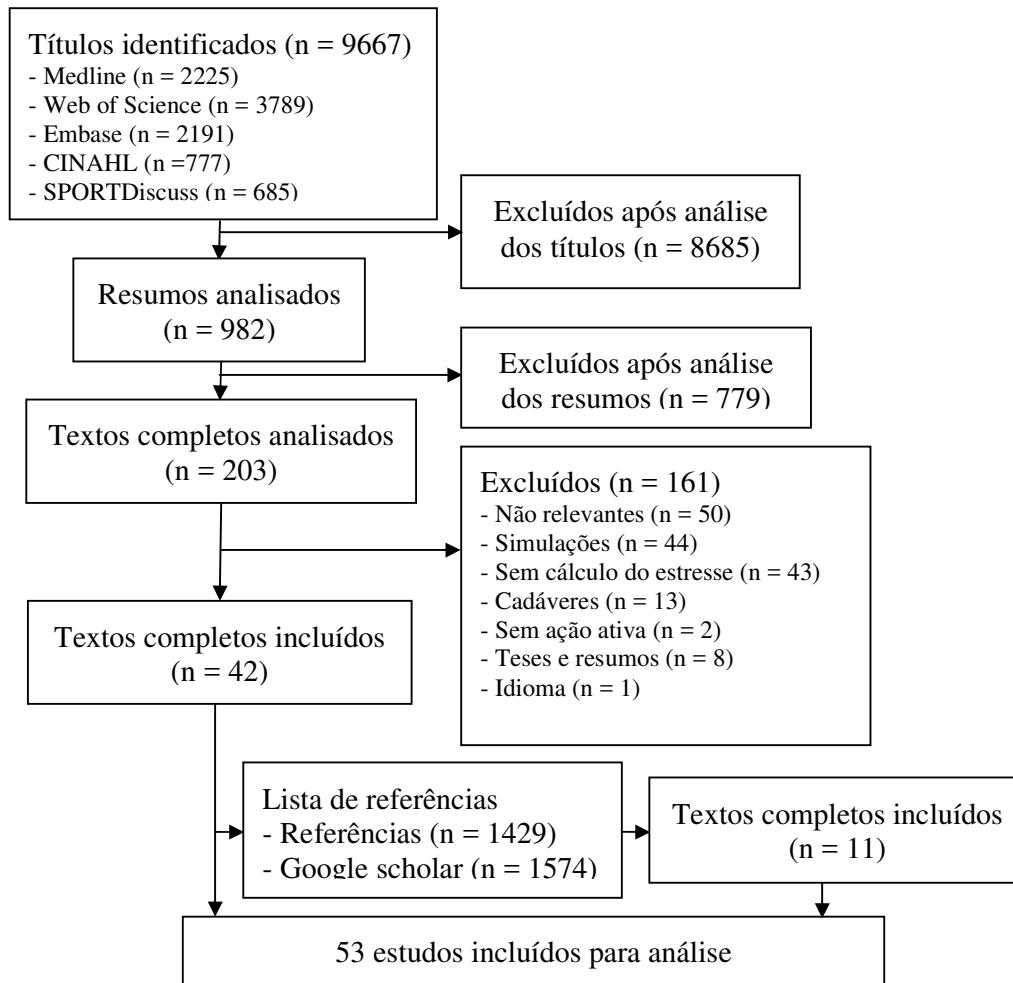 Títulos identificados (n = 9667)
- Medline (n = 2225)
- Web of Science (n = 3789)
- Embase (n = 2191)
- CINAHL (n =777)
- SPORTDiscuss (n = 685)
Excluídos após análise
dos títulos (n = 8685)
Resumos analisados
(n = 982)
Excluídos após análise
dos resumos (n = 779)
Textos completos analisados
(n = 203)
Excluídos (n = 161)
- Não relevantes (n = 50)
- Simulações (n = 44)
- Sem cálculo do estresse (n = 43)
- Cadáveres (n = 13)
- Sem ação ativa (n = 2)
- Teses e resumos (n = 8)
- Idioma (n = 1)
Textos completos incluídos
(n = 42)
Lista de referências
- Referências (n = 1429)
- Google scholar (n = 1574)
Textos completos incluídos
(n = 11)
53 estudos incluídos para análise